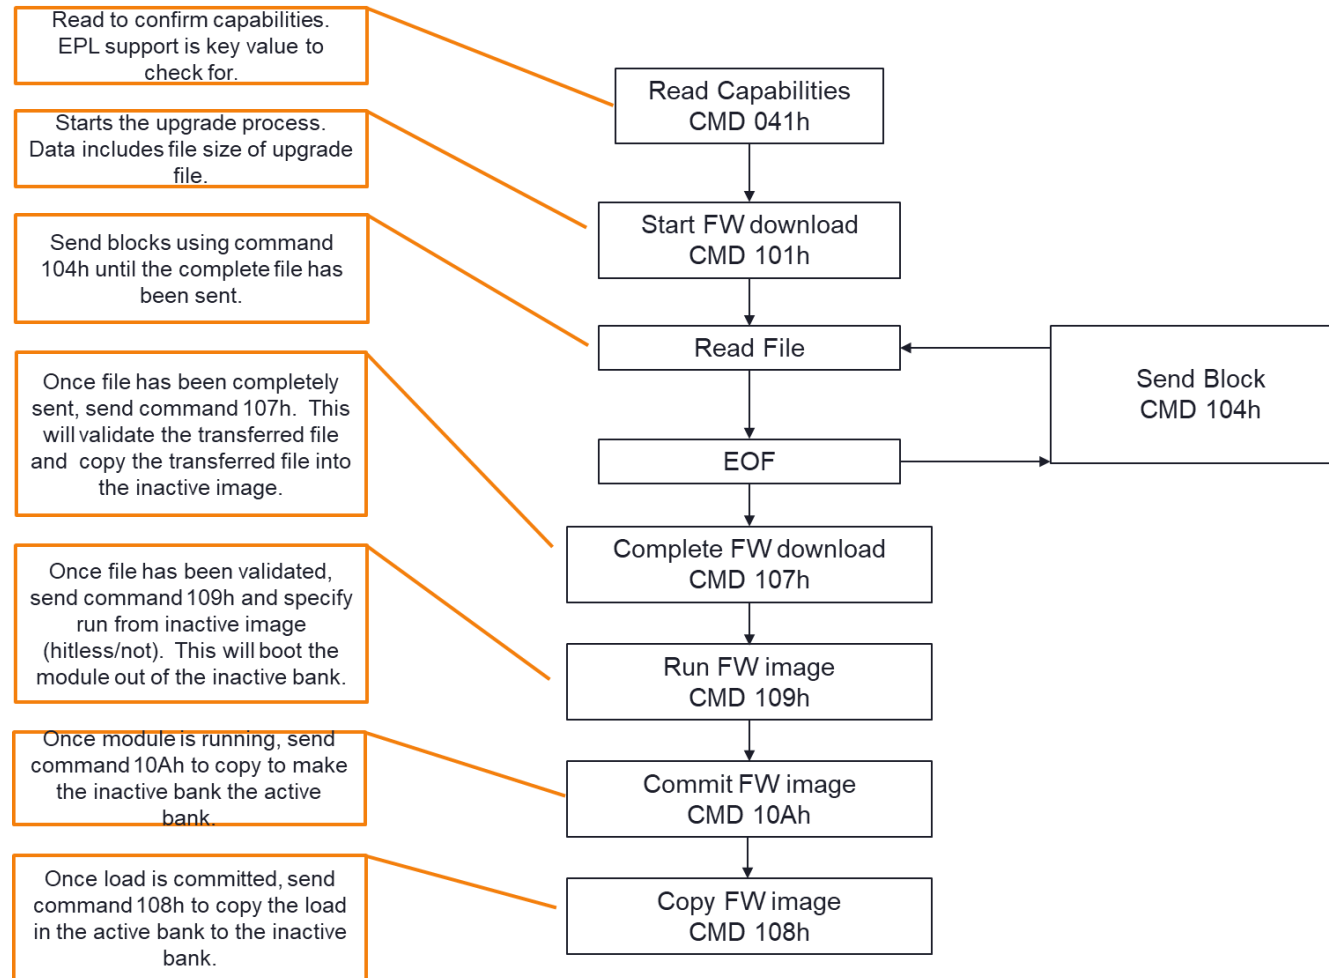 Read to confirm capabilities.
EPL support is key value to
check for.
Read Capabilities
CMD 041h
Starts the upgrade process.
Data includes file size of upgrade
file.
Start FW download
CMD 101h
Send blocks using command
104h until the complete file has
been sent.
Read File
Send Block
CMD 104h
Once file has been completely
sent, send command 107h. This
will validate the transferred file
and copy the transferred file into
the inactive image.
EOF
Complete FW download
CMD 107h
Once file has been validated,
send command 109h and specify
run from inactive image
(hitless/not). This will boot the
module out of the inactive bank.
Run FW image
CMD 109h
Once module is running, send
command 10Ah to copy to make
the inactive bank the active
bank.
Commit FW image
CMD 10Ah
Once load is committed, send
command 108h to copy the load
in the active bank to the inactive
bank.
Copy FW image
CMD 108h